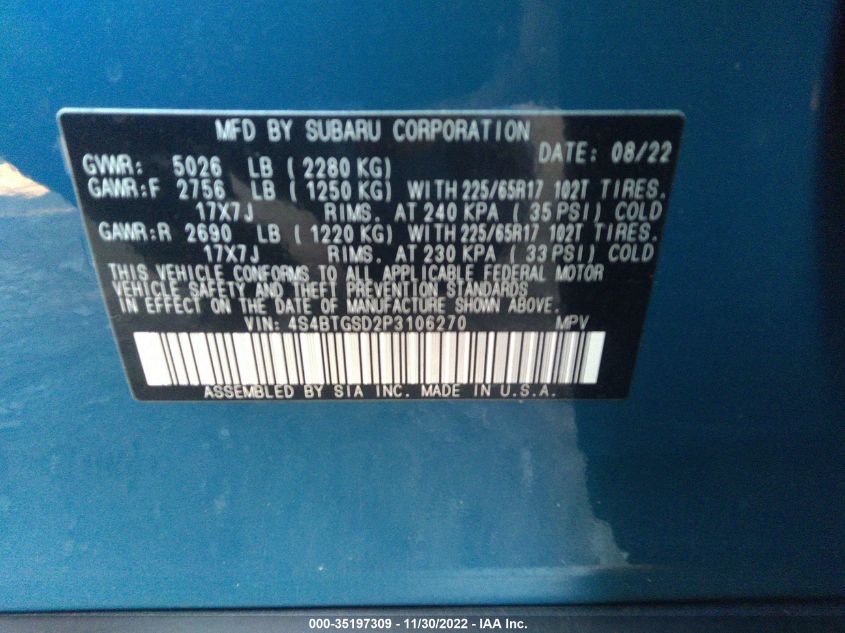 MFD BY SUBARU CORPORATION
DATE: 08/22
GVWR: 5026 LB ( 2280 KG)
GAWR:F 2756 LB ( 1250 KG) WITH 225/65R17 102T TIRES.
17X7J RIMS. AT 240 KPA ( 35 PSI) COLD
GAWR:R 2690 LB ( 1220 KG) WITH 225/65R17 102T TIRES.
17X7J RIMS. AT 230 KPA ( 33 PSI) COLD
THIS VEHICLE CONFORMS TO ALL APPLICABLE FEDERAL MOTOR
VEHICLE SAFETY AND THEFT PREVENTION STANDARDS
IN EFFECT ON THE DATE OF MANUFACTURE SHOWN ABOVE.
VIN: 4S4BTGSD2P3106270 MPV
ASSEMBLED BY SIA INC. MADE IN U.S.A.
000-35197309 - 11/30/2022 - IAA Inc.